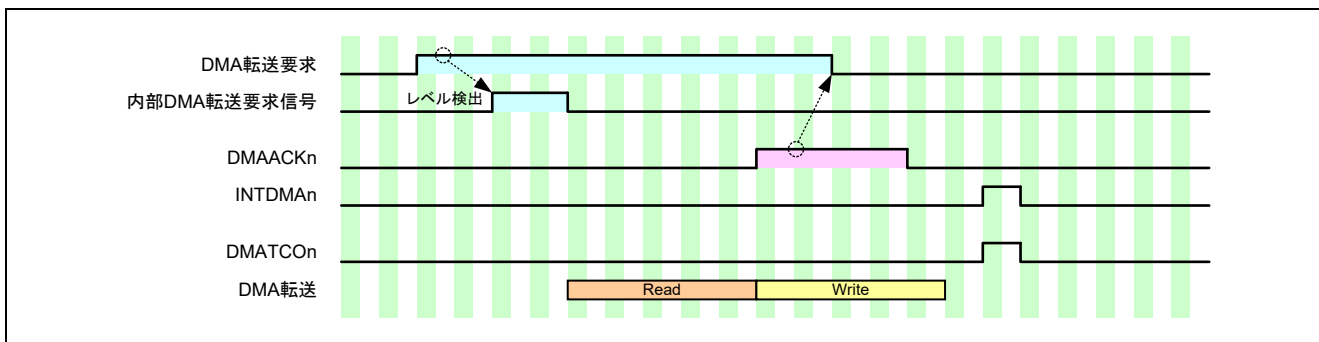 DMA転送要求
内部DMA転送要求信号
レベル検出
DMAACKn
INTDMAn
DMATCOn
DMA転送
Read
Write